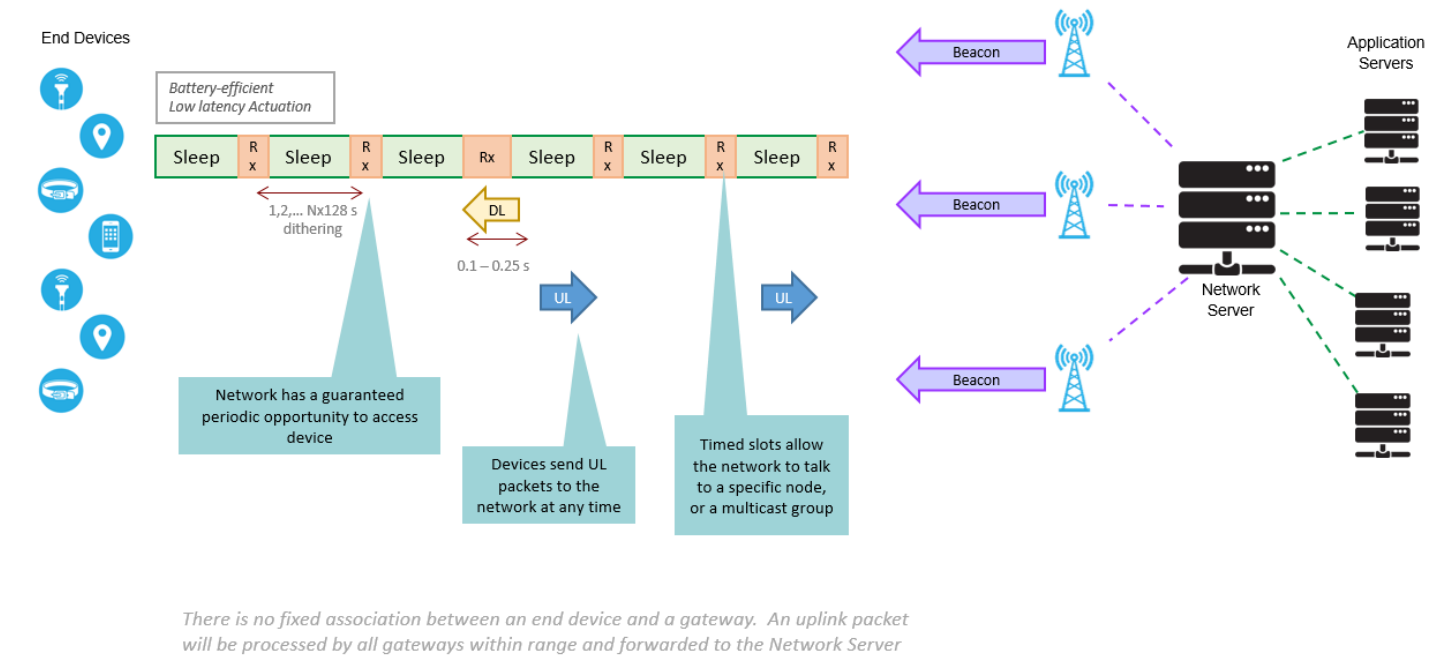 End Devices
Battery-efficient
Low latency Actuation
Sleep
R
x
Sleep
R
x
Sleep
Rx
Sleep
R
x
Sleep
R
x
Sleep
R
x
1,2,... Nx128 s
dithering
DL
0.1 – 0.25 s
UL
UL
Network has a guaranteed
periodic opportunity to access
device
Devices send UL
packets to the
network at any time
Timed slots allow
the network to talk
to a specific node,
or a multicast group
Beacon
Beacon
Beacon
Network
Server
Application
Servers
There is no fixed association between an end device and a gateway. An uplink packet
will be processed by all gateways within range and forwarded to the Network Server